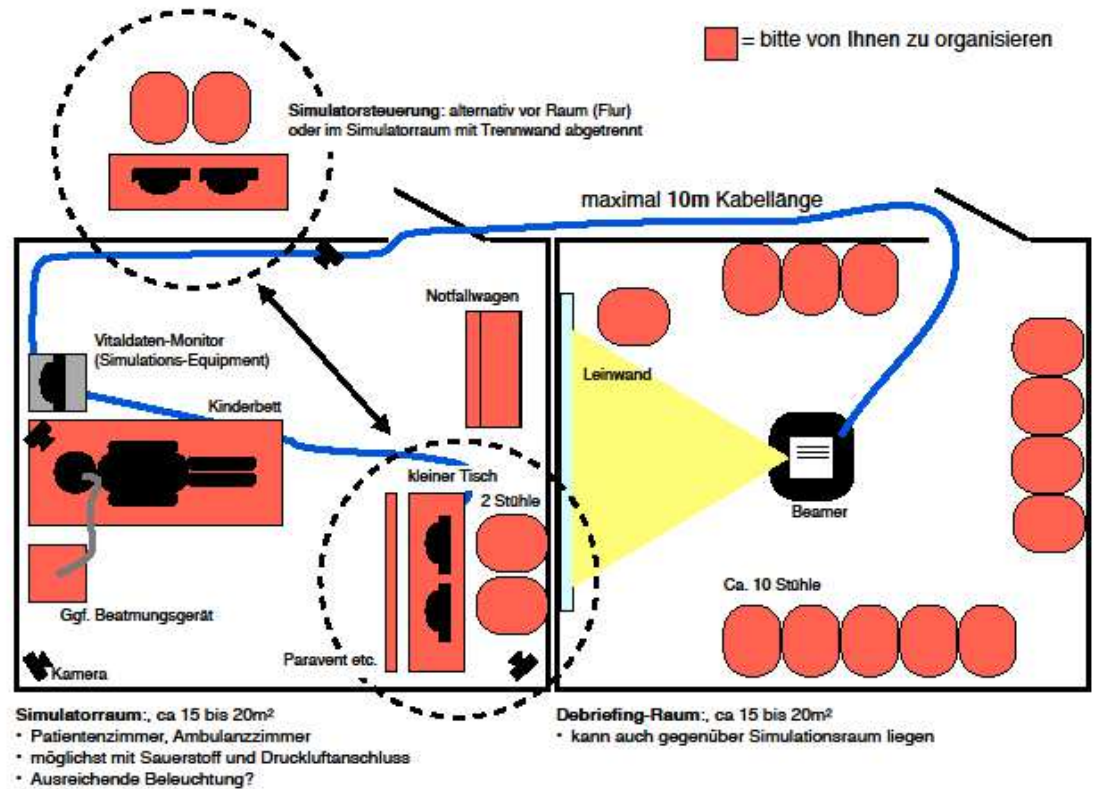 = bitte von Ihnen zu organisieren
Simulatorsteuerung: alternativ vor Raum (Flur)
oder im Simulatorraum mit Trennwand abgetrennt
maximal 10m Kabellänge
Notfallwagen
Vitaldaten-Monitor
(Simulations-Equipment)
Kinderbett
Leinwand
kleiner Tisch
2 Stühle
Beamer
Ggf. Beatmungsgerät
Ca. 10 Stühle
Paravent etc.
Kamera
Simulatorraum:, ca 15 bis 20m²
• Patientenzimmer, Ambulanzzimmer
• möglichst mit Sauerstoff und Druckluftanschluss
• Ausreichende Beleuchtung?
Debriefing-Raum:, ca 15 bis 20m²
• kann auch gegenüber Simulationsraum liegen